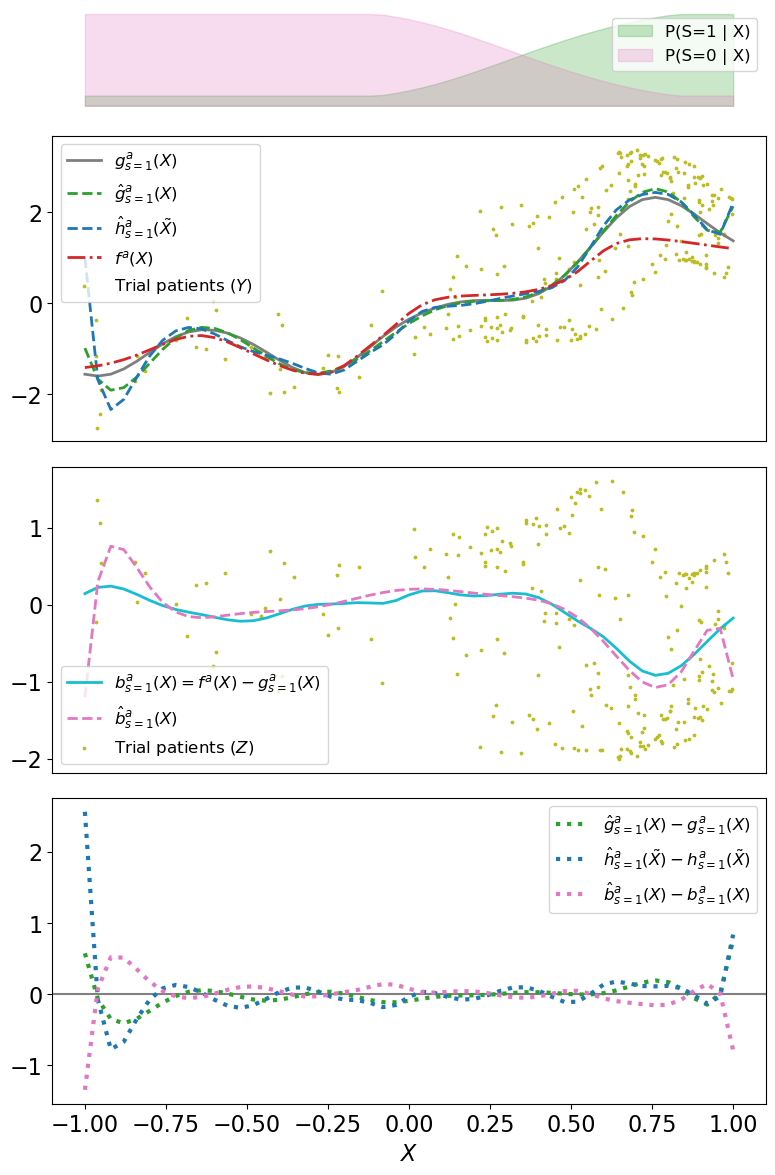 P(S=1 | X)
P(S=0 | X)
2
0
−2
g^a_{s=1}(X)
ĝ^a_{s=1}(X)
ĥ^a_{s=1}(X̃)
f^a(X)
Trial patients (Y)
1
0
−1
−2
b^a_{s=1}(X) = f^a(X) − g^a_{s=1}(X)
b̂^a_{s=1}(X)
Trial patients (Z)
2
1
0
−1
ĝ^a_{s=1}(X) − g^a_{s=1}(X)
ĥ^a_{s=1}(X̃) − h^a_{s=1}(X̃)
b̂^a_{s=1}(X) − b^a_{s=1}(X)
−1.00 −0.75 −0.50 −0.25 0.00 0.25 0.50 0.75 1.00
X